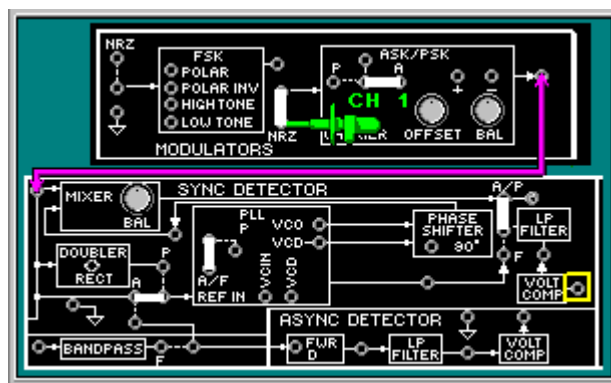 NRZ
FSK
POLAR
POLAR INV
HIGH TONE
LOW TONE
NRZ
MODULATORS
ASK/PSK
P
A
CH 1
+
-
OFFSET
BAL
SYNC DETECTOR
MIXER
BAL
DOUBLER
RECT
P
A
PLL
P
VCO
VCO
A/F
REF IN
VCIN
VCO
PHASE
SHIFTER
90°
A/P
F
LP
FILTER
VOLT
COMP
BANDPASS
F
ASYNC DETECTOR
FWR
D
LP
FILTER
VOLT
COMP